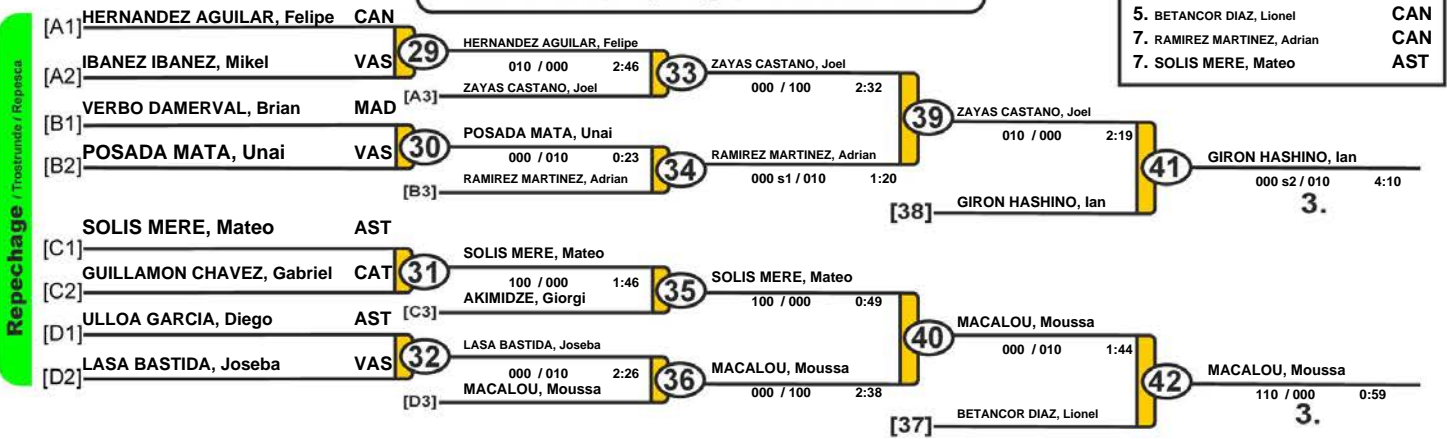 Repechage / Trostrunde / Repesca
[A1] HERNANDEZ AGUILAR, Felipe CAN
[A2] IBANEZ IBANEZ, Mikel VAS
[B1] VERBO DAMERVAL, Brian MAD
[B2] POSADA MATA, Unai VAS
[C1] SOLIS MERE, Mateo AST
[C2] GUILLAMON CHAVEZ, Gabriel CAT
[D1] ULLOA GARCIA, Diego AST
[D2] LASA BASTIDA, Joseba VAS
29
HERNANDEZ AGUILAR, Felipe
010 / 000 2:46
[A3] ZAYAS CASTANO, Joel
30
POSADA MATA, Unai
000 / 010 0:23
[B3] RAMIREZ MARTINEZ, Adrian
31
SOLIS MERE, Mateo
100 / 000 1:46
[C3] AKIMIDZE, Giorgi
32
LASA BASTIDA, Joseba
000 / 010 2:26
[D3] MACALOU, Moussa
33
ZAYAS CASTANO, Joel
000 / 100 2:32
34
RAMIREZ MARTINEZ, Adrian
000 s1 / 010 1:20
35
SOLIS MERE, Mateo
100 / 000 0:49
36
MACALOU, Moussa
000 / 100 2:38
39
ZAYAS CASTANO, Joel
010 / 000 2:19
[38] GIRON HASHINO, Ian
40
MACALOU, Moussa
000 / 010 1:44
[37] BETANCOR DIAZ, Lionel
41
GIRON HASHINO, Ian
000 s2 / 010 4:10
3.
42
MACALOU, Moussa
110 / 000 0:59
3.
5. BETANCOR DIAZ, Lionel CAN
7. RAMIREZ MARTINEZ, Adrian CAN
7. SOLIS MERE, Mateo AST